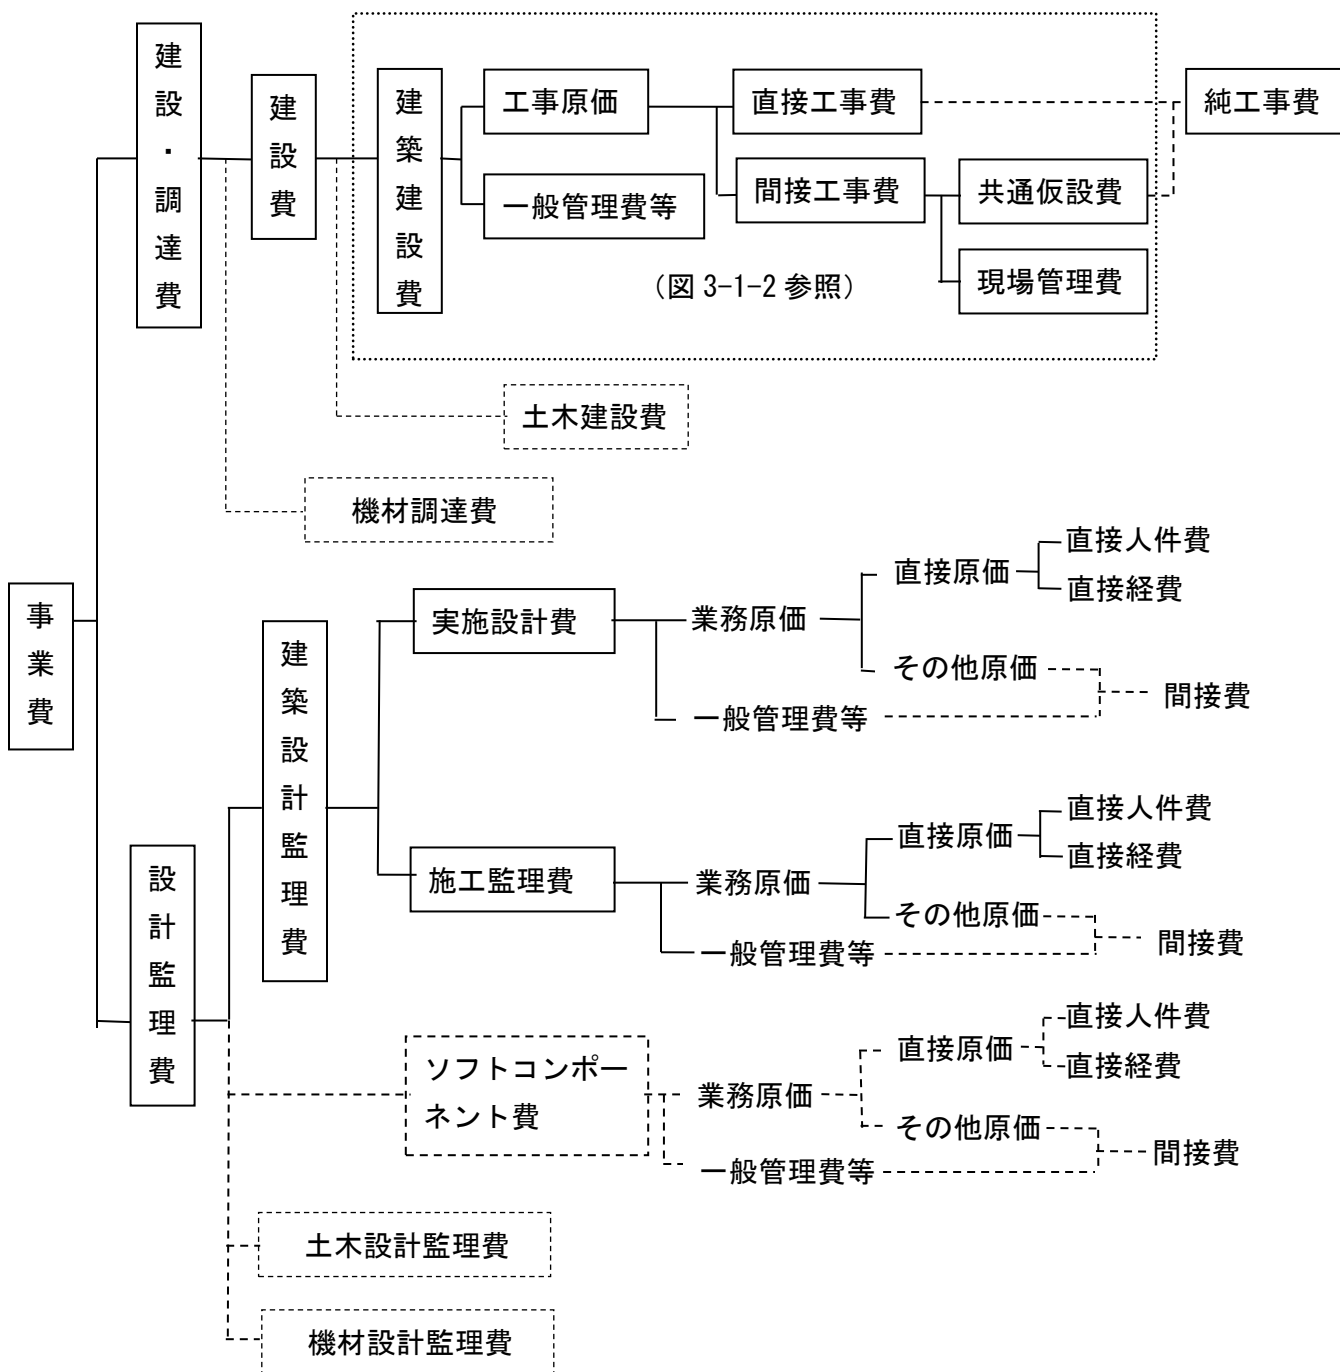 建設・調達費
建設費
建築建設費
工事原価
直接工事費
純工事費
一般管理費等
間接工事費
共通仮設費
(図 3-1-2 参照)
現場管理費
土木建設費
機材調達費
事業費
建築設計監理費
実施設計費
業務原価
直接原価
直接人件費
直接経費
その他原価
一般管理費等
間接費
施工監理費
業務原価
直接原価
直接人件費
直接経費
その他原価
一般管理費等
間接費
設計監理費
ソフトコンポー
ネント費
業務原価
直接原価
直接人件費
直接経費
その他原価
一般管理費等
間接費
土木設計監理費
機材設計監理費